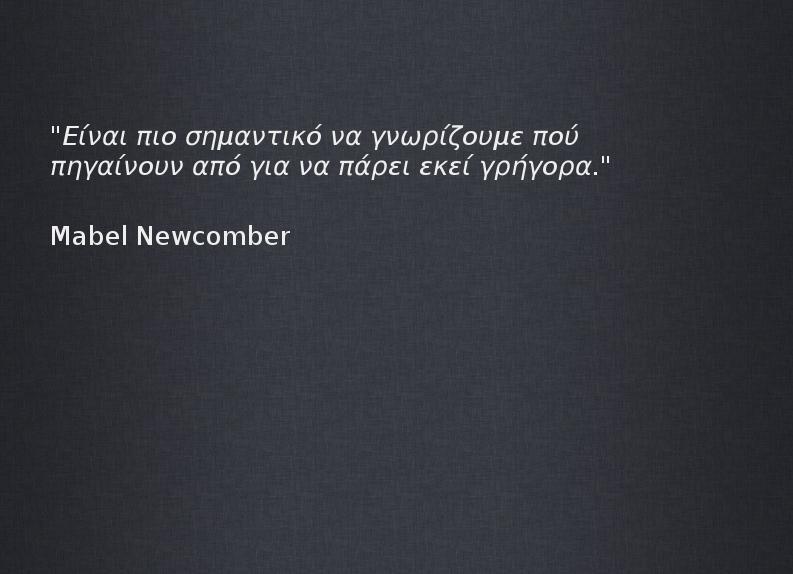 "Είναι πιο σημαντικό να γνωρίζουμε πού
πηγαίνουν από για να πάρει εκεί γρήγορα."
Mabel Newcomber